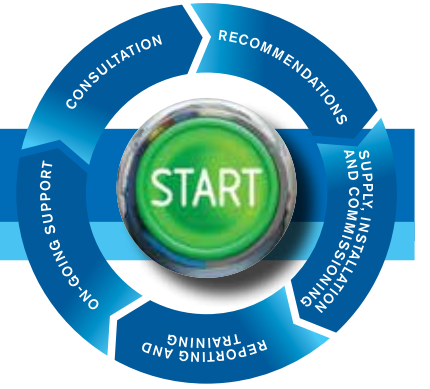 CONSULTATION
RECOMMENDATIONS
SUPPLY, INSTALLATION
AND COMMISSIONING
REPORTING AND
TRAINING
ON-GOING SUPPORT
START